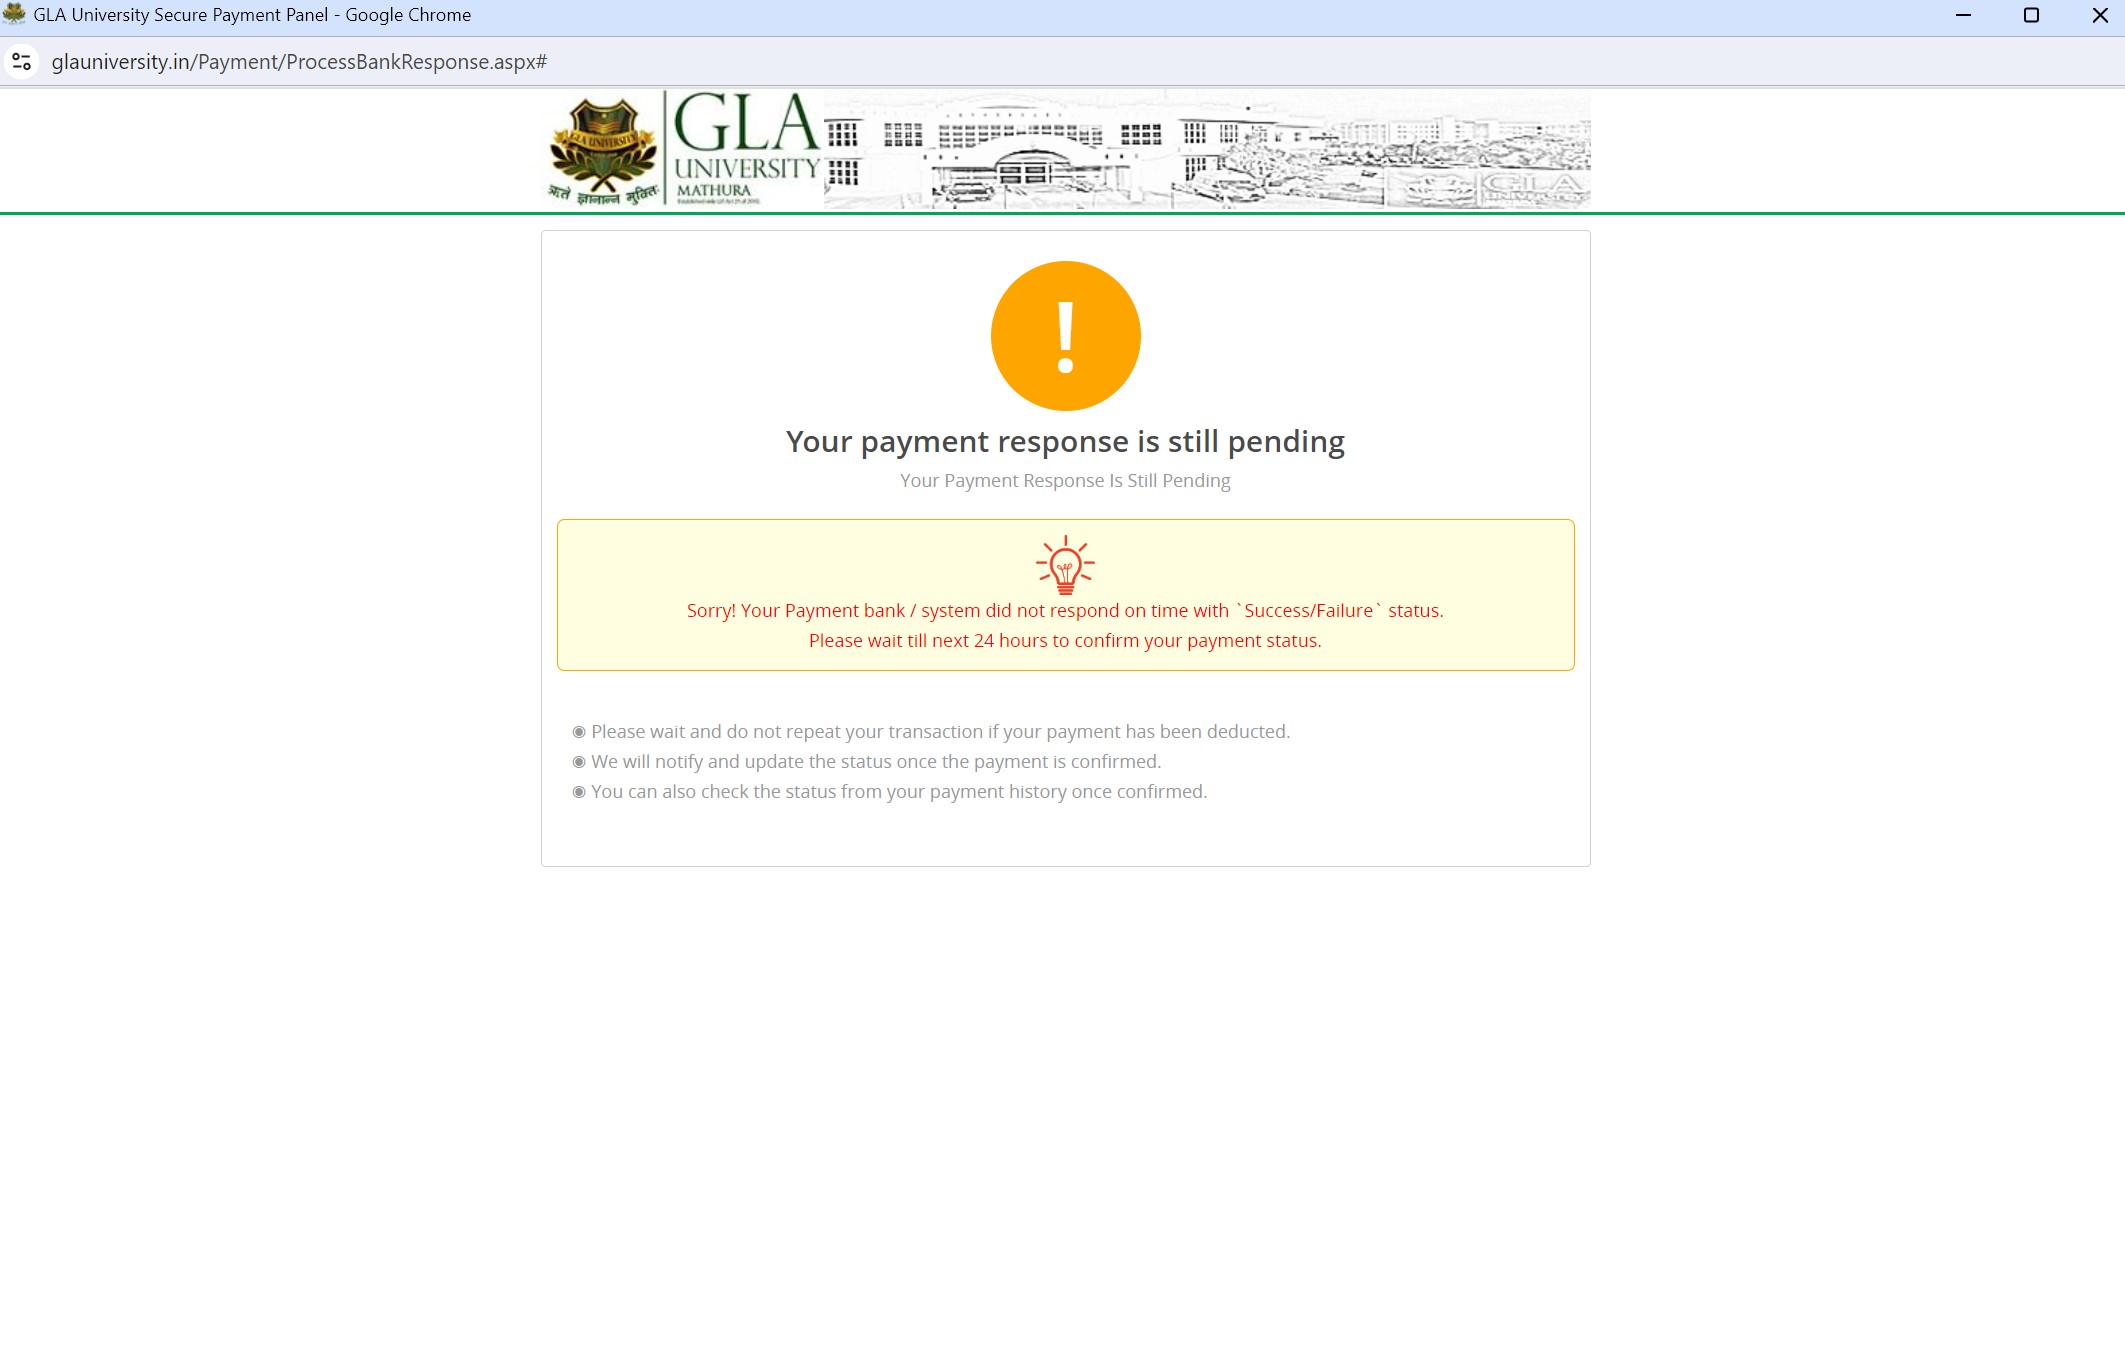 GLA University Secure Payment Panel - Google Chrome
glauniversity.in/Payment/ProcessBankResponse.aspx#
GLA UNIVERSITY
ऋते ज्ञानान्न मुक्तिः
GLA
UNIVERSITY
MATHURA
GLA
UNIVERSITY
Your payment response is still pending
Your Payment Response Is Still Pending
Sorry! Your Payment bank / system did not respond on time with `Success/Failure` status.
Please wait till next 24 hours to confirm your payment status.
◉ Please wait and do not repeat your transaction if your payment has been deducted.
◉ We will notify and update the status once the payment is confirmed.
◉ You can also check the status from your payment history once confirmed.